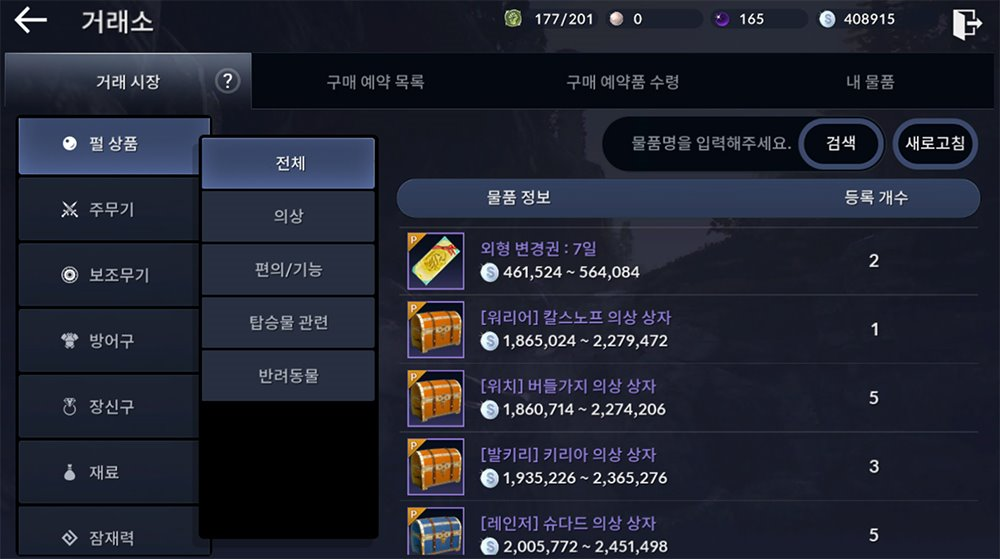 거래소
177/201
0
165
408915
거래 시장
?
구매 예약 목록
구매 예약품 수령
내 물품
펄 상품
주무기
보조무기
방어구
장신구
재료
잠재력
전체
의상
편의/기능
탑승물 관련
반려동물
물품명을 입력해주세요.
검색
새로고침
물품 정보
등록 개수
P
외형 변경권 : 7일
S 461,524 ~ 564,084
2
P
[워리어] 칼스노프 의상 상자
S 1,865,024 ~ 2,279,472
1
P
[위치] 버들가지 의상 상자
S 1,860,714 ~ 2,274,206
5
P
[발키리] 키리아 의상 상자
S 1,935,226 ~ 2,365,276
3
P
[레인저] 슈다드 의상 상자
S 2,005,772 ~ 2,451,498
5